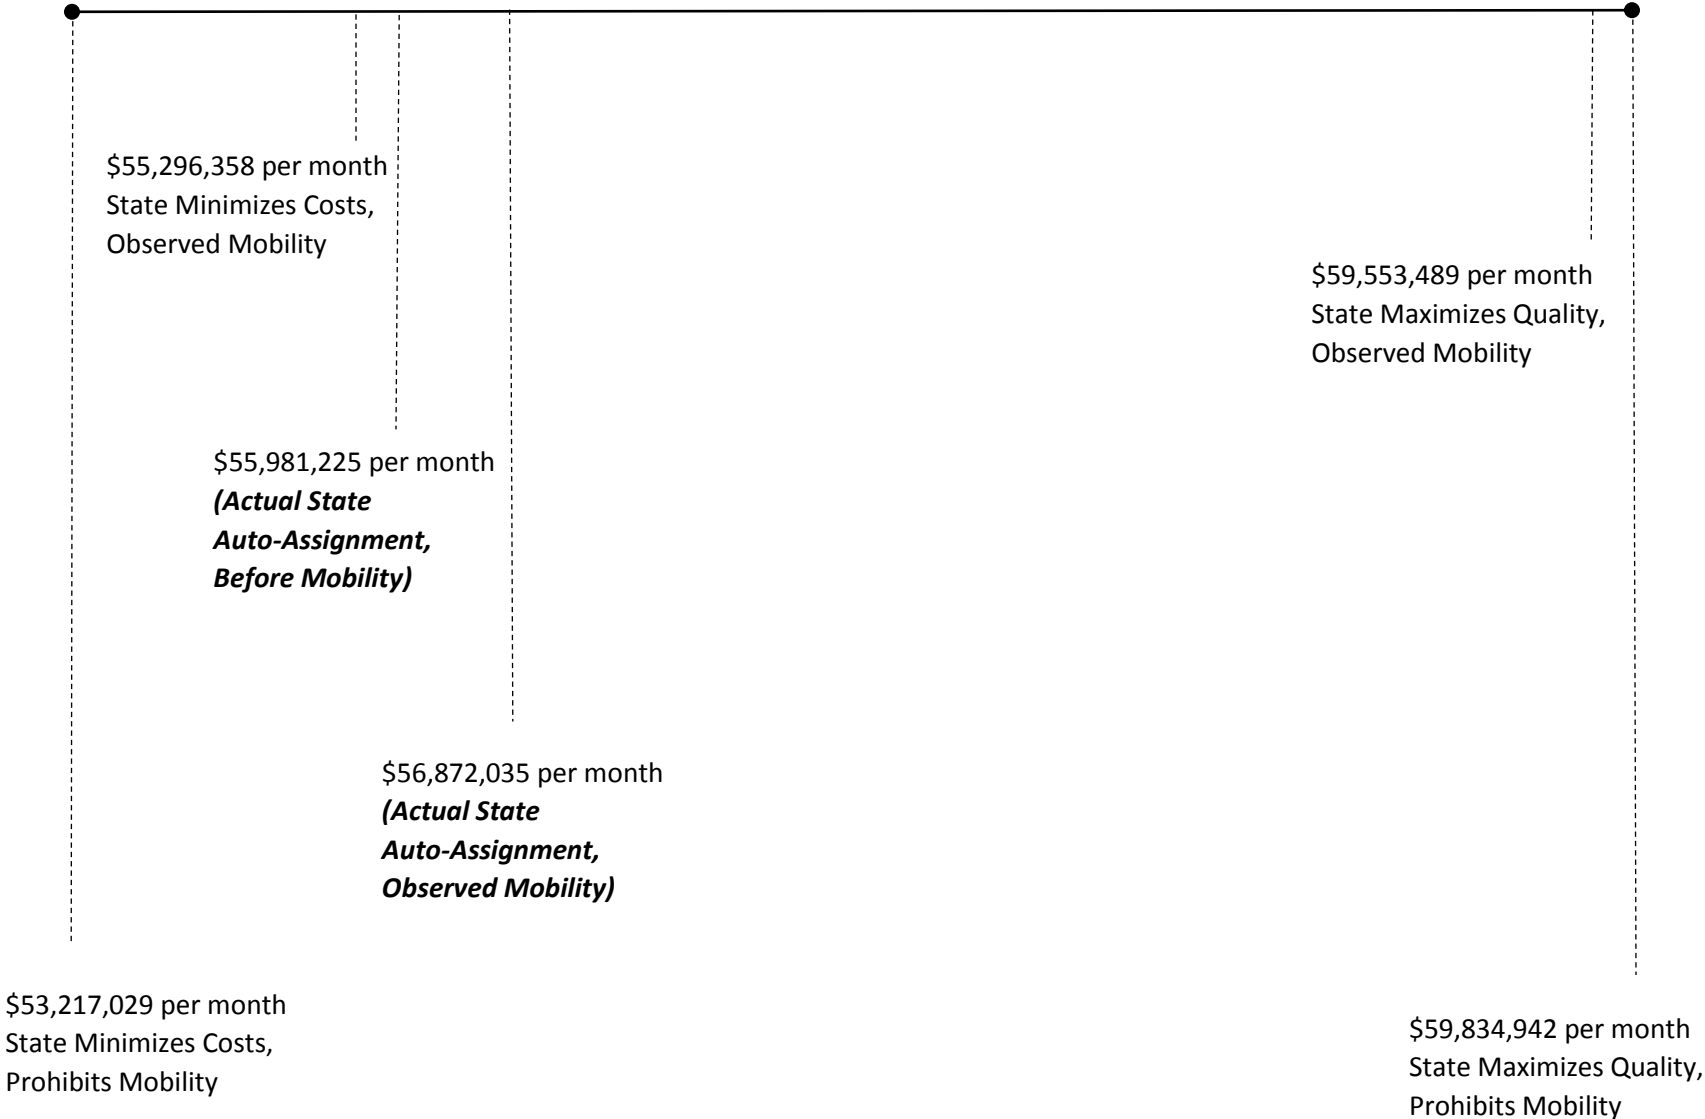 $55,296,358 per month
State Minimizes Costs,
Observed Mobility
$59,553,489 per month
State Maximizes Quality,
Observed Mobility
$55,981,225 per month
(Actual State
Auto-Assignment,
Before Mobility)
$56,872,035 per month
(Actual State
Auto-Assignment,
Observed Mobility)
$53,217,029 per month
State Minimizes Costs,
Prohibits Mobility
$59,834,942 per month
State Maximizes Quality,
Prohibits Mobility